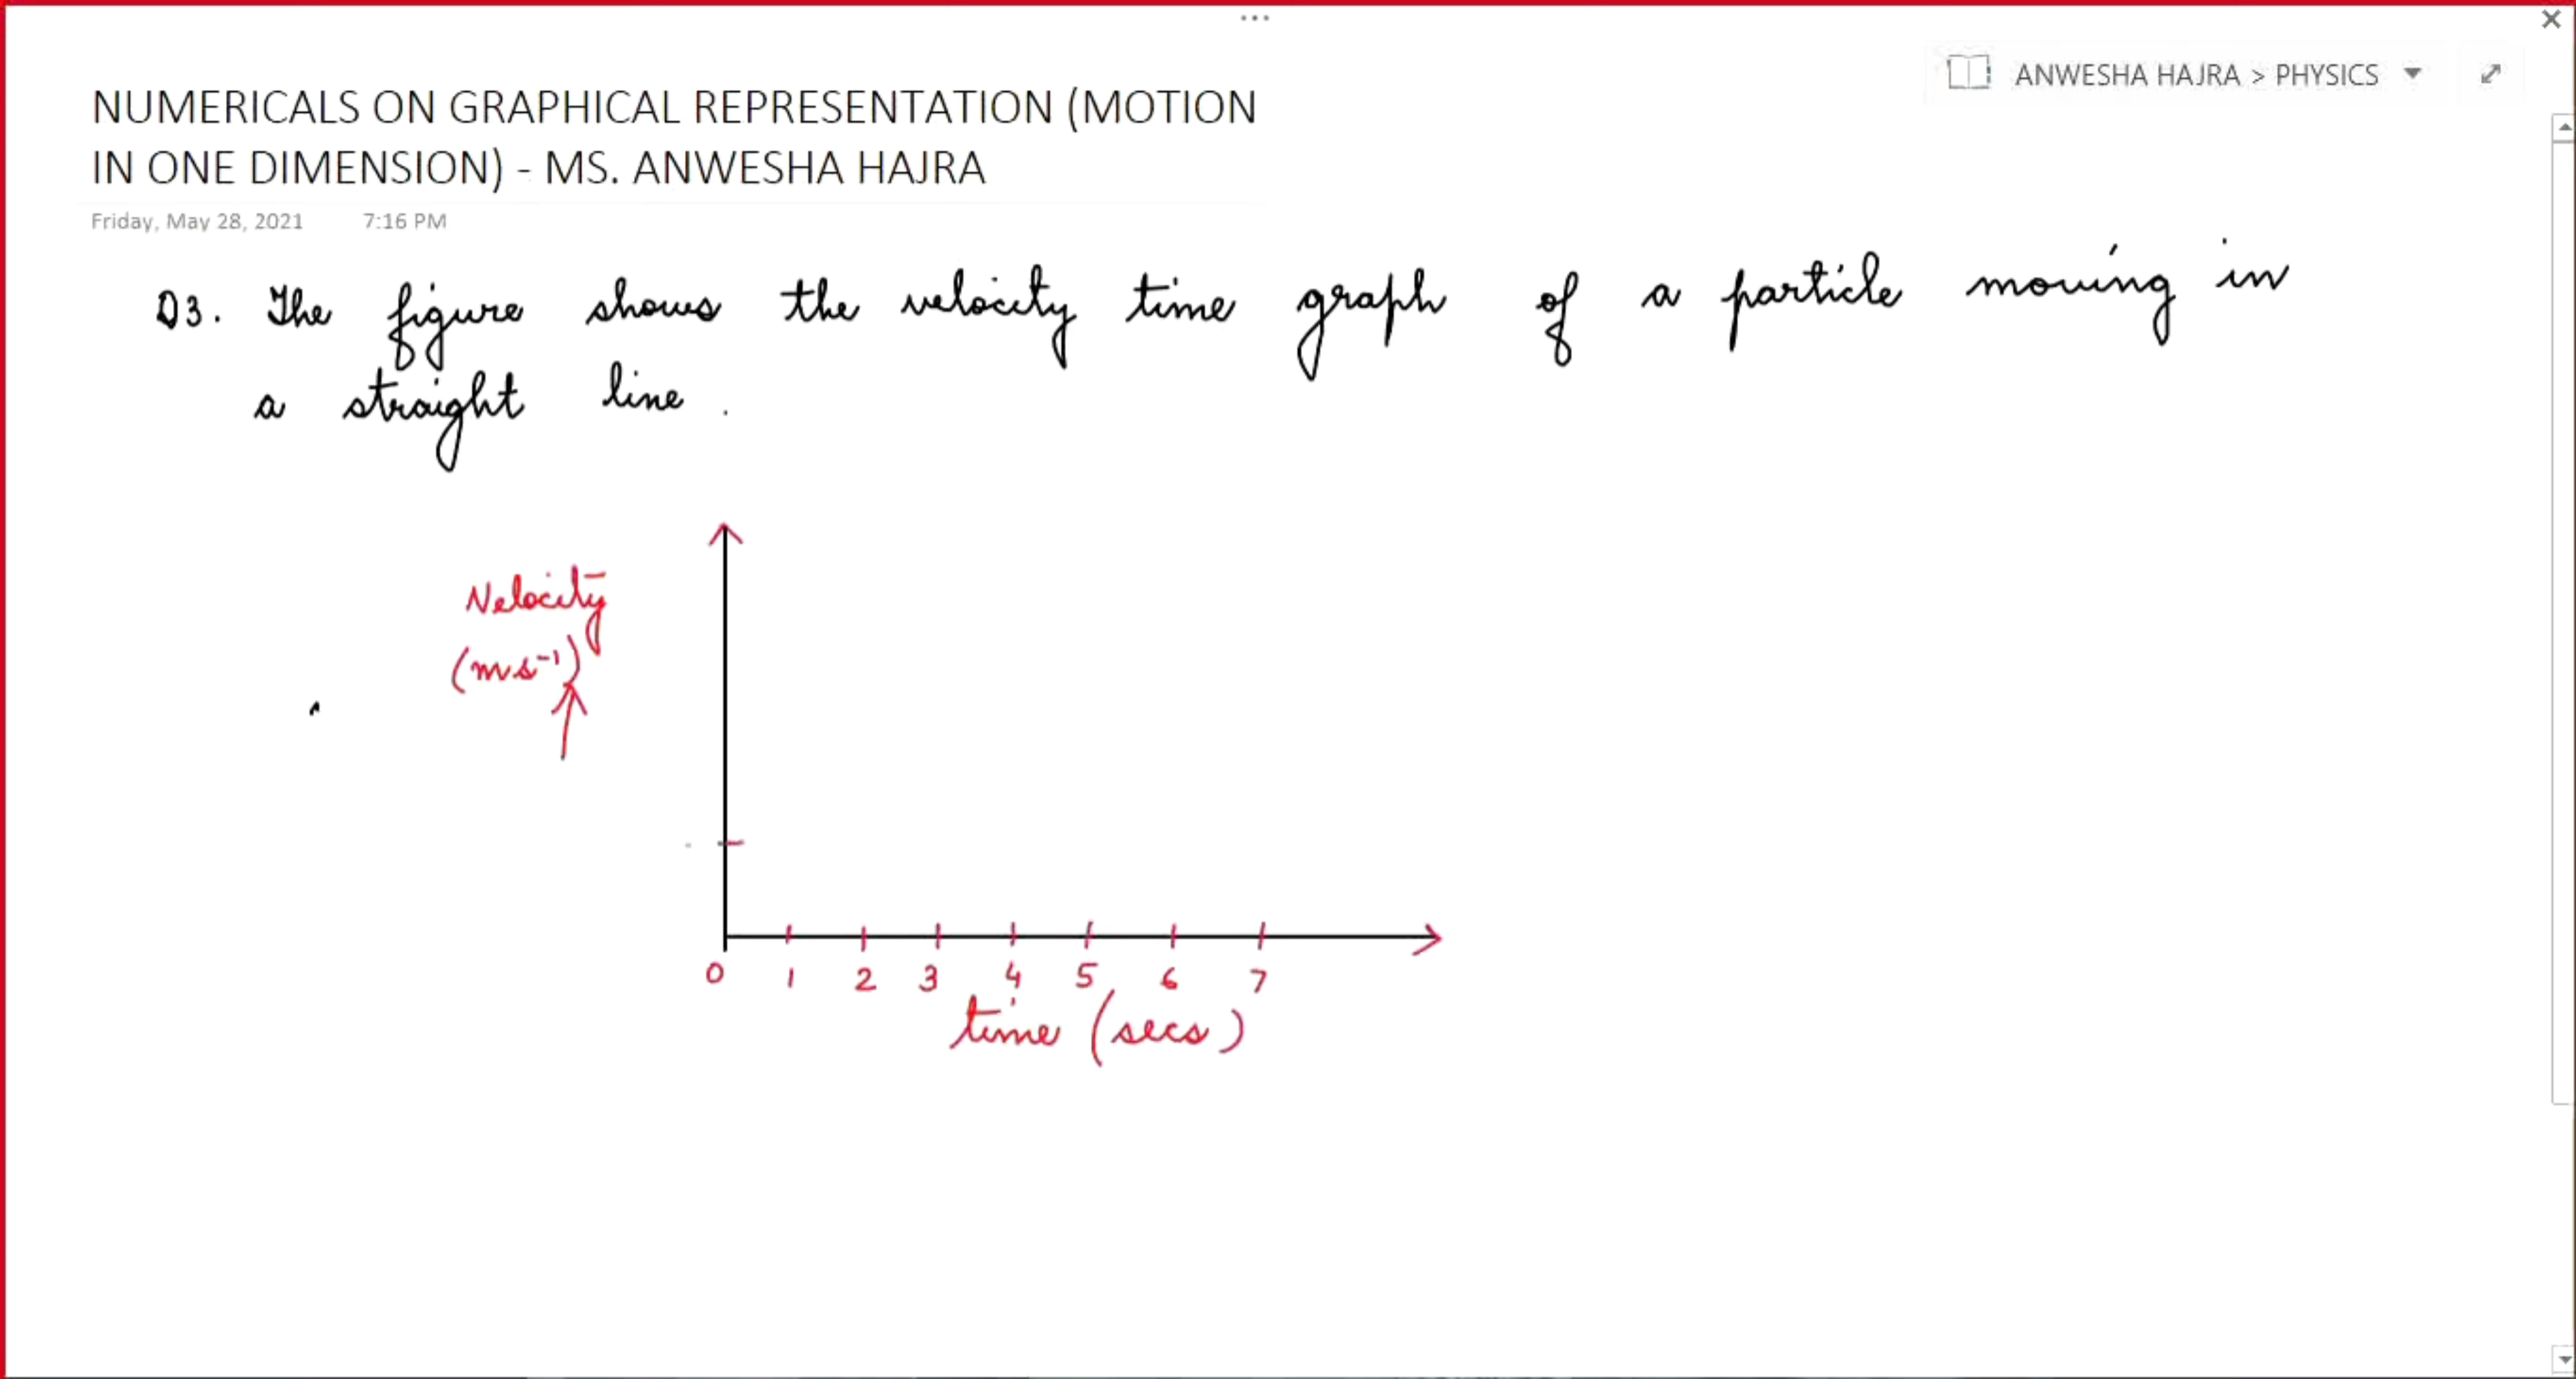 ANWESHA HAJRA > PHYSICS
NUMERICALS ON GRAPHICAL REPRESENTATION (MOTION
IN ONE DIMENSION) - MS. ANWESHA HAJRA
Friday, May 28, 2021 7:16 PM
Q3. The figure shows the velocity time graph of a particle moving in
a straight line.
Velocity
(ms⁻¹)
0 1 2 3 4 5 6 7
time (secs)